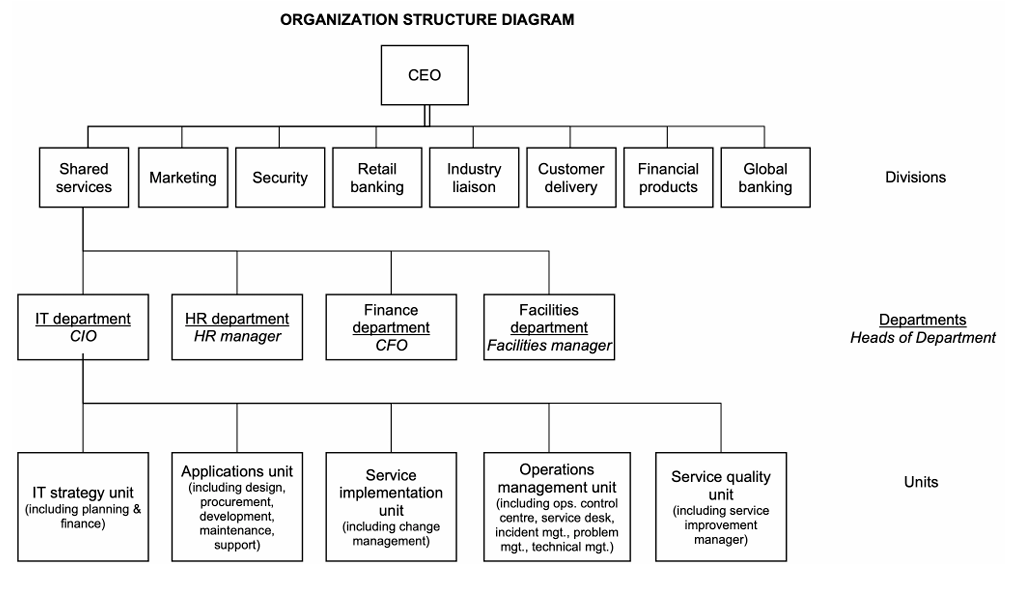 ORGANIZATION STRUCTURE DIAGRAM
CEO
Shared
services
Marketing
Security
Retail
banking
Industry
liaison
Customer
delivery
Financial
products
Global
banking
Divisions
IT department
CIO
HR department
HR manager
Finance
department
CFO
Facilities
department
Facilities manager
Departments
Heads of Department
IT strategy unit
(including planning &
finance)
Applications unit
(including design,
procurement,
development,
maintenance,
support)
Service
implementation
unit
(including change
management)
Operations
management unit
(including ops. control
centre, service desk,
incident mgt., problem
mgt., technical mgt.)
Service quality
unit
(including service
improvement
manager)
Units